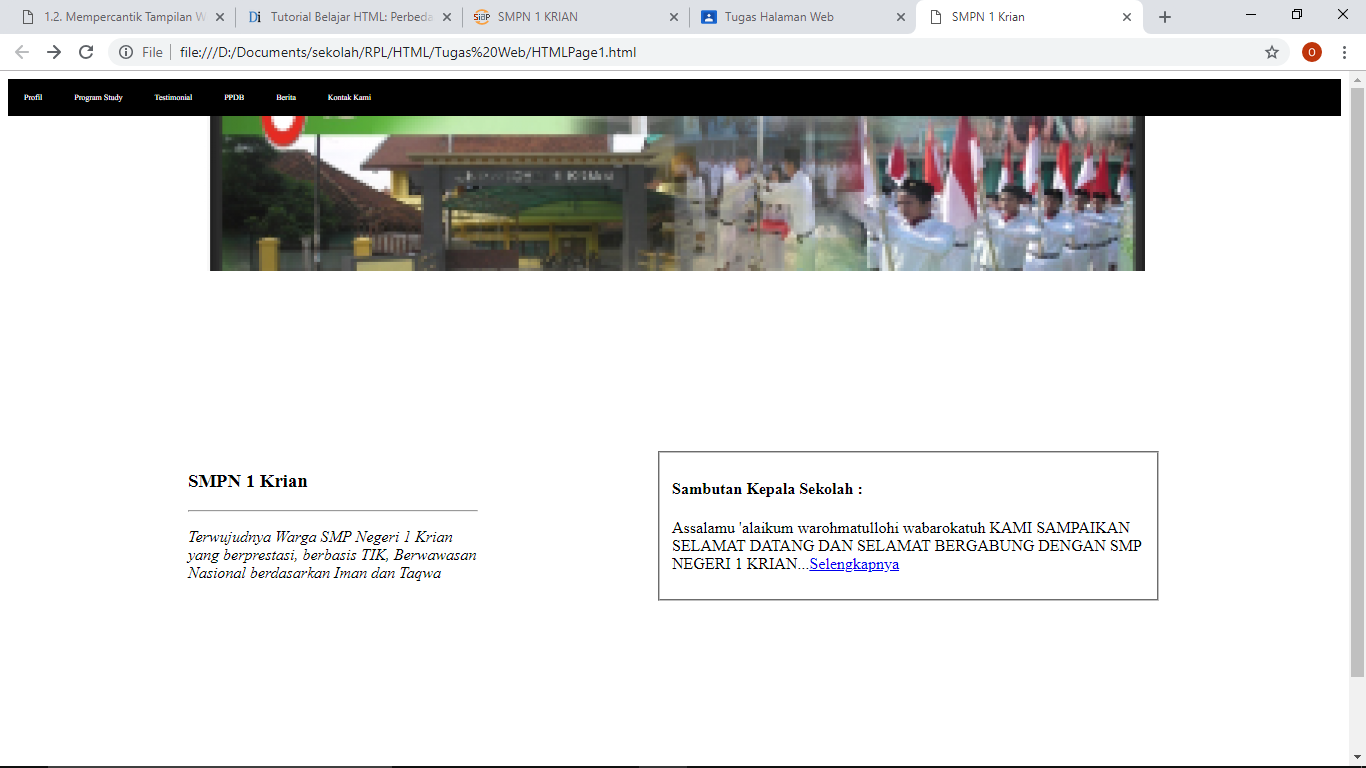 1.2. Mempercantik Tampilan W
Tutorial Belajar HTML: Perbeda
SMPN 1 KRIAN
Tugas Halaman Web
SMPN 1 Krian
File
file:///D:/Documents/sekolah/RPL/HTML/Tugas%20Web/HTMLPage1.html
O
Profil
Program Study
Testimonial
PPDB
Berita
Kontak Kami
SMPN 1 Krian
Terwujudnya Warga SMP Negeri 1 Krian
yang berprestasi, berbasis TIK, Berwawasan
Nasional berdasarkan Iman dan Taqwa
Sambutan Kepala Sekolah :
Assalamu 'alaikum warohmatullohi wabarokatuh KAMI SAMPAIKAN
SELAMAT DATANG DAN SELAMAT BERGABUNG DENGAN SMP
NEGERI 1 KRIAN...Selengkapnya